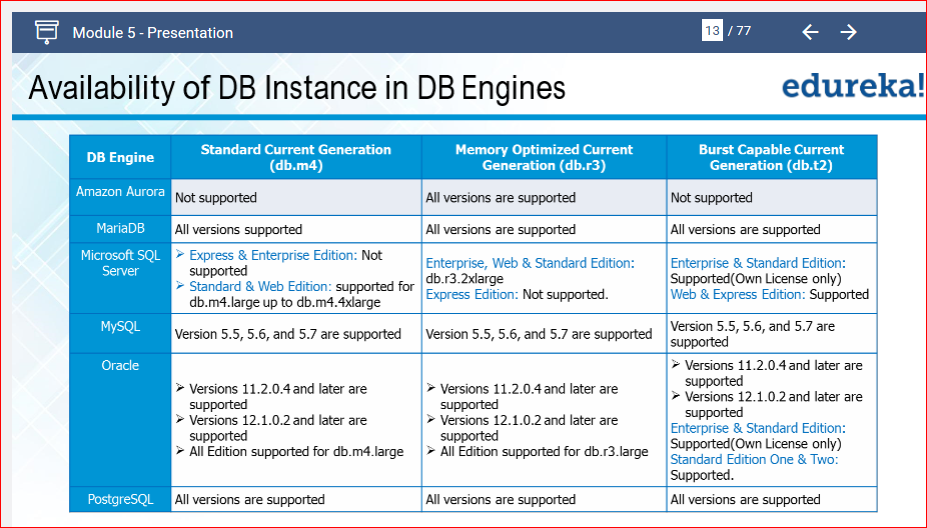 Module 5 - Presentation
13 / 77
Availability of DB Instance in DB Engines
edureka!
DB Engine
Standard Current Generation
(db.m4)
Memory Optimized Current
Generation (db.r3)
Burst Capable Current
Generation (db.t2)
Amazon Aurora
Not supported
All versions are supported
Not supported
MariaDB
All versions supported
All versions are supported
All versions are supported
Microsoft SQL
Server
➢ Express & Enterprise Edition: Not
supported
➢ Standard & Web Edition: supported for
db.m4.large up to db.m4.4xlarge
Enterprise, Web & Standard Edition:
db.r3.2xlarge
Express Edition: Not supported.
Enterprise & Standard Edition:
Supported(Own License only)
Web & Express Edition: Supported
MySQL
Version 5.5, 5.6, and 5.7 are supported
Version 5.5, 5.6, and 5.7 are supported
Version 5.5, 5.6, and 5.7 are
supported
Oracle
➢ Versions 11.2.0.4 and later are
supported
➢ Versions 12.1.0.2 and later are
supported
➢ All Edition supported for db.m4.large
➢ Versions 11.2.0.4 and later are
supported
➢ Versions 12.1.0.2 and later are
supported
➢ All Edition supported for db.r3.large
➢ Versions 11.2.0.4 and later are
supported
➢ Versions 12.1.0.2 and later are
supported
Enterprise & Standard Edition:
Supported(Own License only)
Standard Edition One & Two:
Supported.
PostgreSQL
All versions are supported
All versions are supported
All versions are supported